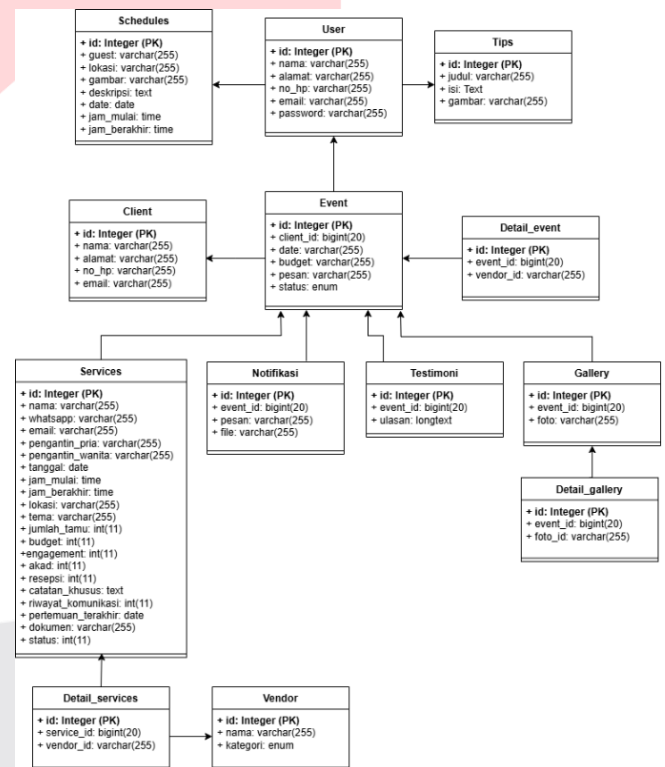 Schedules
+ id: Integer (PK)
+ guest: varchar(255)
+ lokasi: varchar(255)
+ gambar: varchar(255)
+ deskripsi: text
+ date: date
+ jam_mulai: time
+ jam_berakhir: time
User
+ id: Integer (PK)
+ nama: varchar(255)
+ alamat: varchar(255)
+ no_hp: varchar(255)
+ email: varchar(255)
+ password: varchar(255)
Tips
+ id: Integer (PK)
+ judul: varchar(255)
+ isi: Text
+ gambar: varchar(255)
Client
+ id: Integer (PK)
+ nama: varchar(255)
+ alamat: varchar(255)
+ no_hp: varchar(255)
+ email: varchar(255)
Event
+ id: Integer (PK)
+ client_id: bigint(20)
+ date: varchar(255)
+ budget: varchar(255)
+ pesan: varchar(255)
+ status: enum
Detail_event
+ id: Integer (PK)
+ event_id: bigint(20)
+ vendor_id: varchar(255)
Services
+ id: Integer (PK)
+ nama: varchar(255)
+ whatsapp: varchar(255)
+ email: varchar(255)
+ pengantin_pria: varchar(255)
+ pengantin_wanita: varchar(255)
+ tanggal: date
+ jam_mulai: time
+ jam_berakhir: time
+ lokasi: varchar(255)
+ tema: varchar(255)
+ jumlah_tamu: int(11)
+ budget: int(11)
+engagement: int(11)
+ akad: int(11)
+ resepsi: int(11)
+ catatan_khusus: text
+ riwayat_komunikasi: int(11)
+ pertemuan_terakhir: date
+ dokumen: varchar(255)
+ status: int(11)
Notifikasi
+ id: Integer (PK)
+ event_id: bigint(20)
+ pesan: varchar(255)
+ file: varchar(255)
Testimoni
+ id: Integer (PK)
+ event_id: bigint(20)
+ ulasan: longtext
Gallery
+ id: Integer (PK)
+ event_id: bigint(20)
+ foto: varchar(255)
Detail_gallery
+ id: Integer (PK)
+ event_id: bigint(20)
+ foto_id: varchar(255)
Detail_services
+ id: Integer (PK)
+ service_id: bigint(20)
+ vendor_id: varchar(255)
Vendor
+ id: Integer (PK)
+ nama: varchar(255)
+ kategori: enum